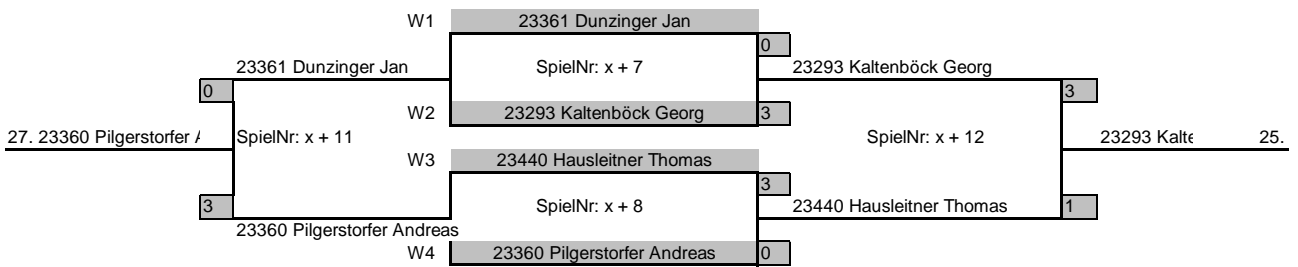 W1 23361 Dunzinger Jan
0
23361 Dunzinger Jan SpielNr: x + 7 23293 Kaltenböck Georg
0 3
W2 23293 Kaltenböck Georg 3
27. 23360 Pilgerstorfer SpielNr: x + 11 SpielNr: x + 12 23293 Kalte 25.
W3 23440 Hausleitner Thomas
3
3 SpielNr: x + 8 23440 Hausleitner Thomas 1
23360 Pilgerstorfer Andreas
W4 23360 Pilgerstorfer Andreas 0